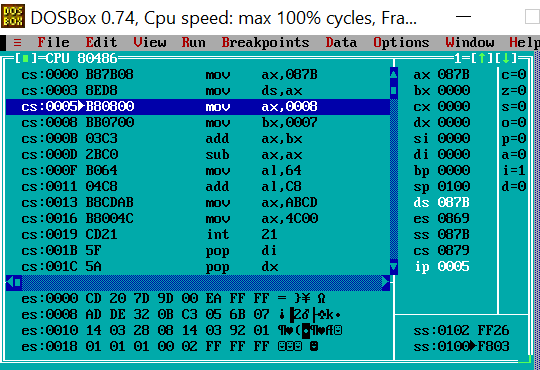 DOS BOX DOSBox 0.74, Cpu speed: max 100% cycles, Fra...
≡ File Edit View Run Breakpoints Data Options Window Help
[■]=CPU 80486 1=[↑][↓]
cs:0000 B87B08 mov ax,087B ax 087B c=0
cs:0003 8ED8 mov ds,ax bx 0000 z=0
cs:0005►B80800 mov ax,0008 cx 0000 s=0
cs:0008 BB0700 mov bx,0007 dx 0000 o=0
cs:000B 03C3 add ax,bx si 0000 p=0
cs:000D 2BC0 sub ax,ax di 0000 a=0
cs:000F B064 mov al,64 bp 0000 i=1
cs:0011 04C8 add al,C8 sp 0100 d=0
cs:0013 B8CDAB mov ax,ABCD ds 087B
cs:0016 B8004C mov ax,4C00 es 0869
cs:0019 CD21 int 21 ss 087B
cs:001B 5F pop di cs 0879
cs:001C 5A pop dx ip 0005
es:0000 CD 20 7D 9D 00 EA FF FF = }¥ Ω
es:0008 AD DE 32 0B C3 05 6B 07
es:0010 14 03 28 08 14 03 92 01 ss:0102 FF26
es:0018 01 01 01 00 02 FF FF FF ss:0100►F803